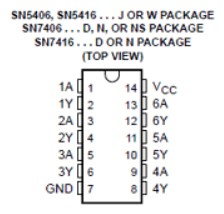 SN5406, SN5416 . . . J OR W PACKAGE
SN7406 . . . D, N, OR NS PACKAGE
SN7416 . . . D OR N PACKAGE
(TOP VIEW)
1A 1 14 VCC
1Y 2 13 6A
2A 3 12 6Y
2Y 4 11 5A
3A 5 10 5Y
3Y 6 9 4A
GND 7 8 4Y